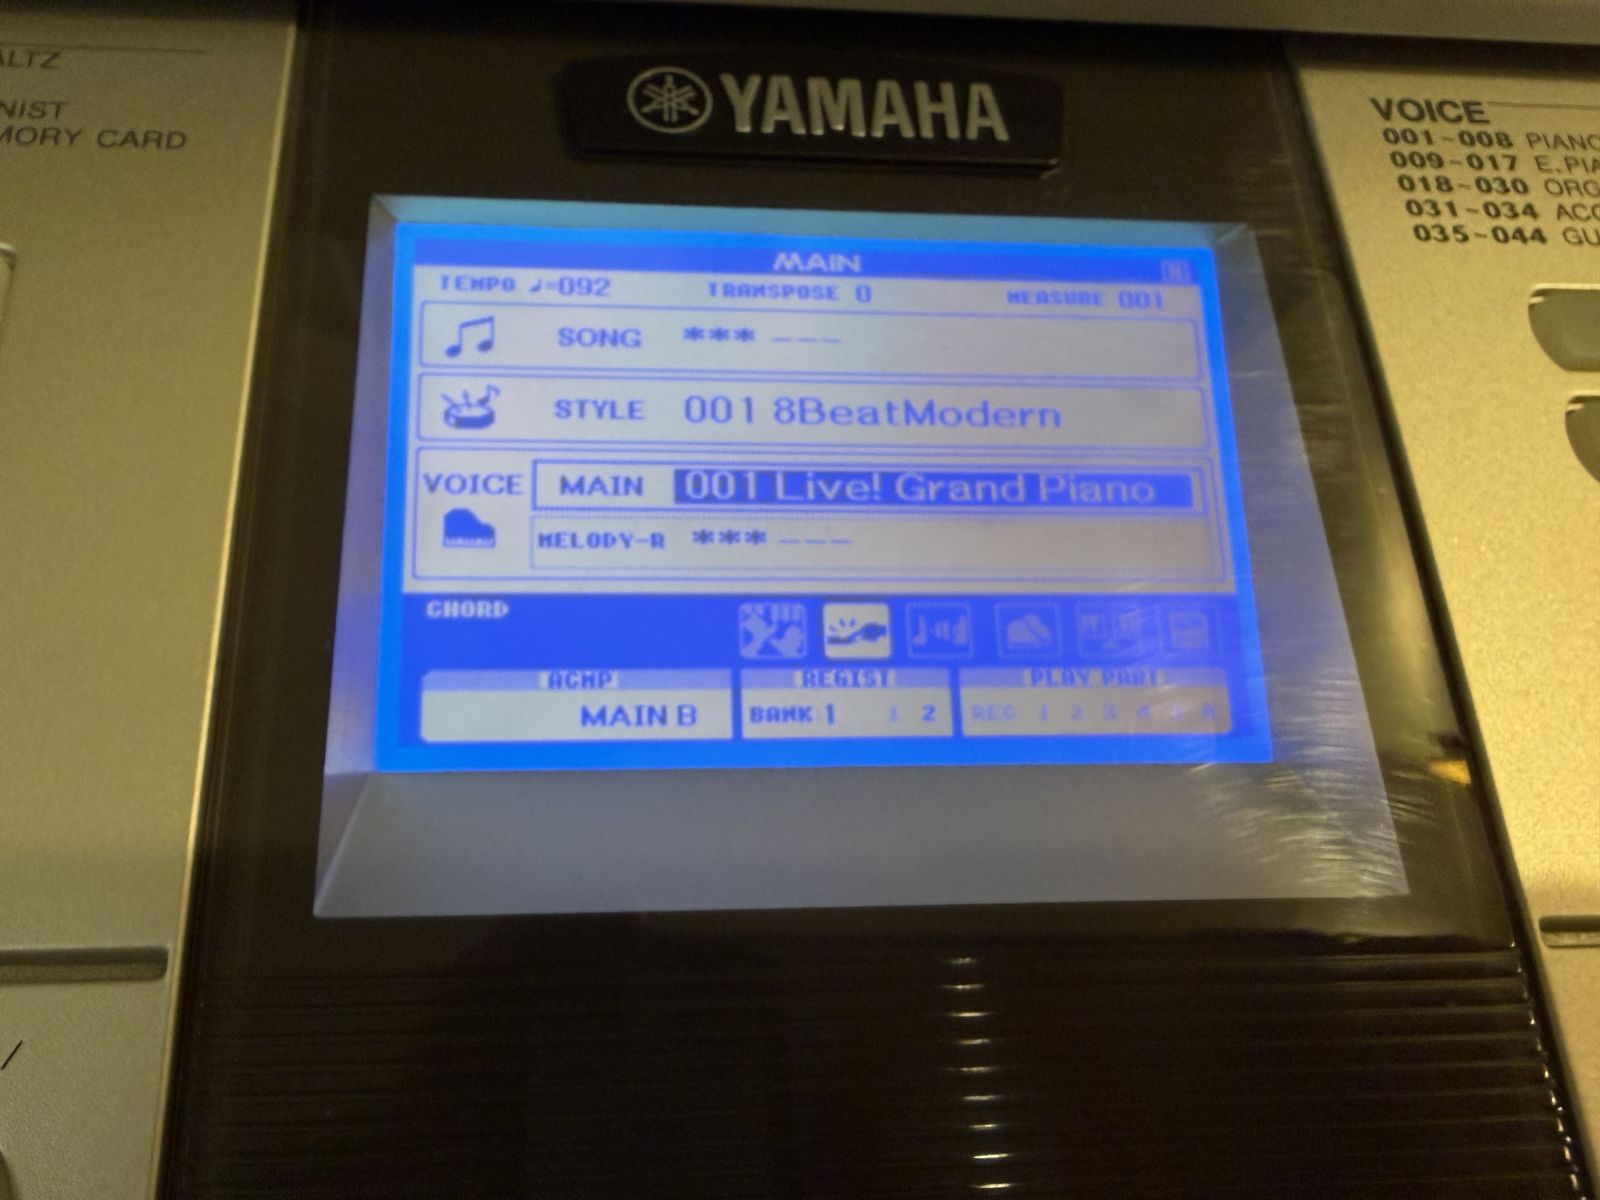 NIST
MORY CARD
YAMAHA
VOICE
001~008 PIANO
009~017 E.PIA
018~030 ORG
031~034 ACC
035~044 GU
MAIN
TEMPO ♩=092 TRANSPOSE 0 MEASURE 001
SONG *** ---
STYLE 001 8BeatModern
VOICE MAIN 001 Live! Grand Piano
MELODY-R *** ---
CHORD
ACMP REGIST PLAY PART
MAIN B BANK:1 1 2 REC 1 2 3 4 5 A